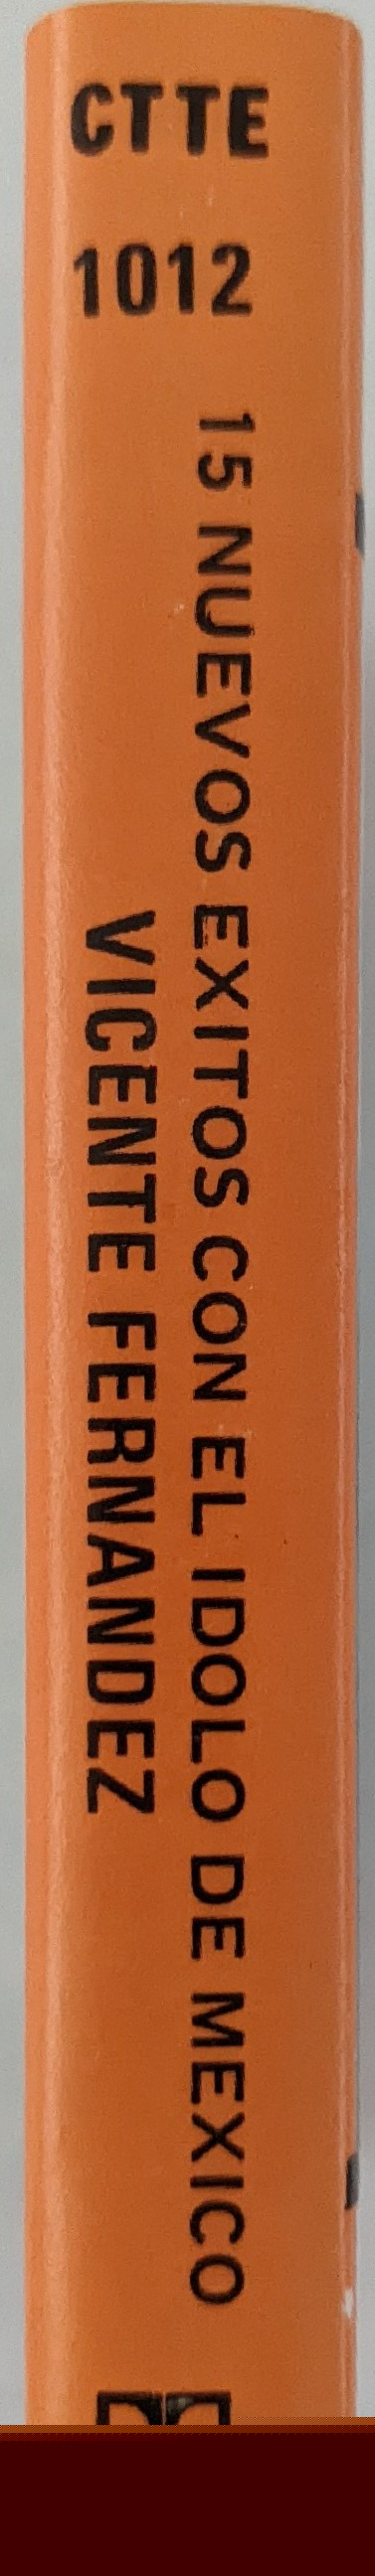 CTTE
1012
15 NUEVOS EXITOS CON EL IDOLO DE MEXICO
VICENTE FERNANDEZ